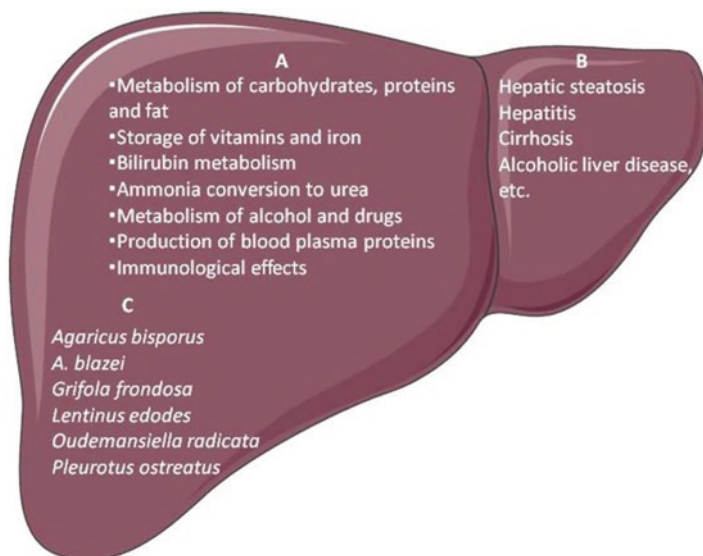 A
•Metabolism of carbohydrates, proteins
and fat
•Storage of vitamins and iron
•Bilirubin metabolism
•Ammonia conversion to urea
•Metabolism of alcohol and drugs
•Production of blood plasma proteins
•Immunological effects
B
Hepatic steatosis
Hepatitis
Cirrhosis
Alcoholic liver disease,
etc.
C
Agaricus bisporus
A. blazei
Grifola frondosa
Lentinus edodes
Oudemansiella radicata
Pleurotus ostreatus